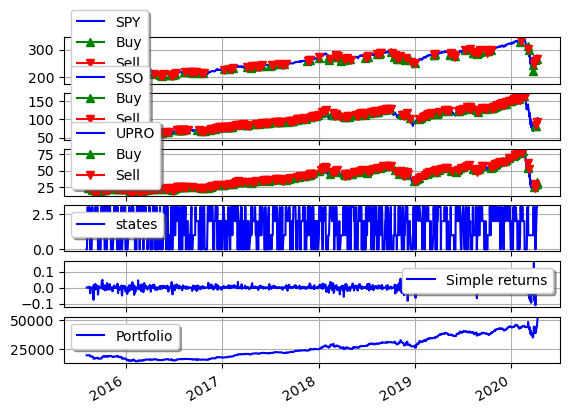 SPY
Buy
Sell
300
200
SSO
Buy
Sell
150
100
50
UPRO
Buy
Sell
75
50
25
states
2.5
0.0
Simple returns
0.1
0.0
−0.1
Portfolio
50000
25000
2016 2017 2018 2019 2020